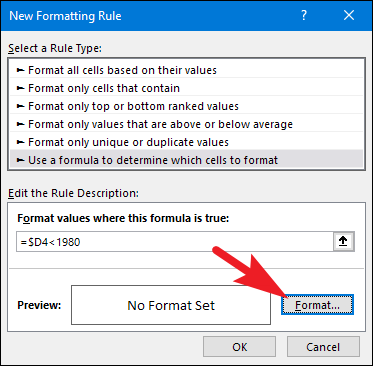 New Formatting Rule ? ×
Select a Rule Type:
► Format all cells based on their values
► Format only cells that contain
► Format only top or bottom ranked values
► Format only values that are above or below average
► Format only unique or duplicate values
► Use a formula to determine which cells to format
Edit the Rule Description:
Format values where this formula is true:
=$D4<1980
Preview: No Format Set Format...
OK Cancel